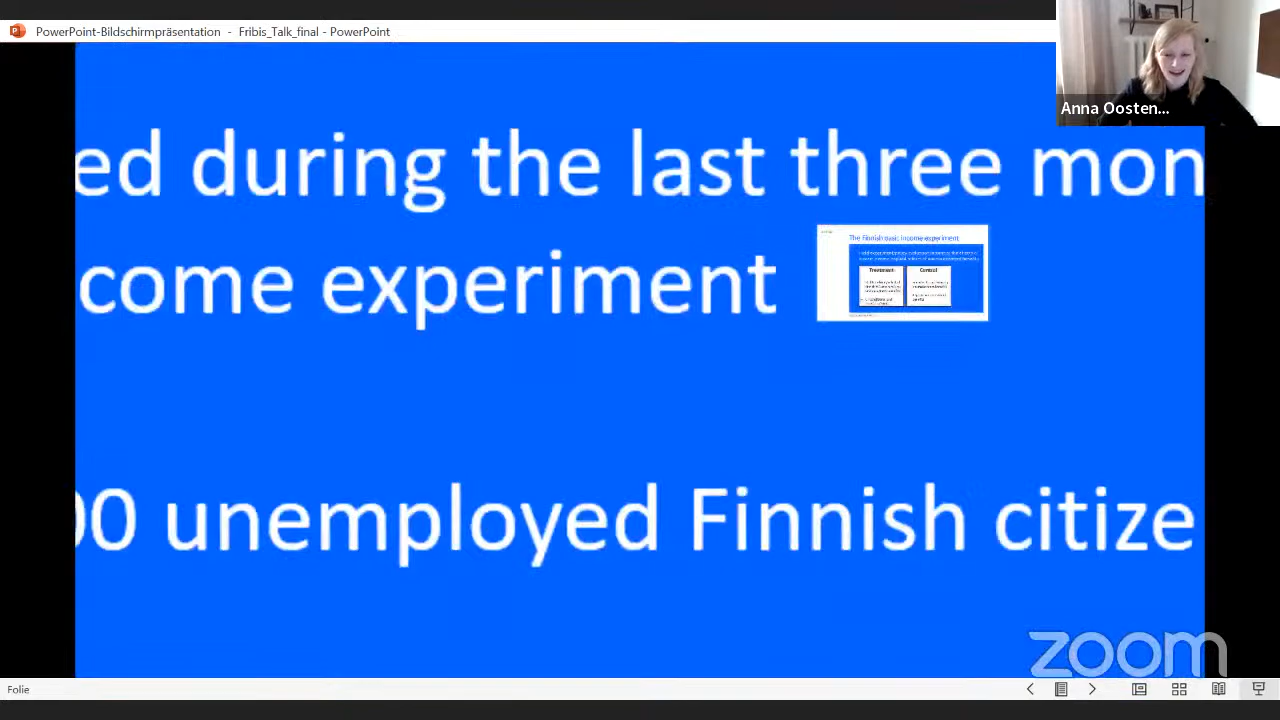 PowerPoint-Bildschirmpräsentation - Fribis_Talk_final - PowerPoint
Anna Oosten...
ed during the last three mon
come experiment
The Finnish basic income experiment
Treatment
Control
00 unemployed Finnish citize
zoom
Folie